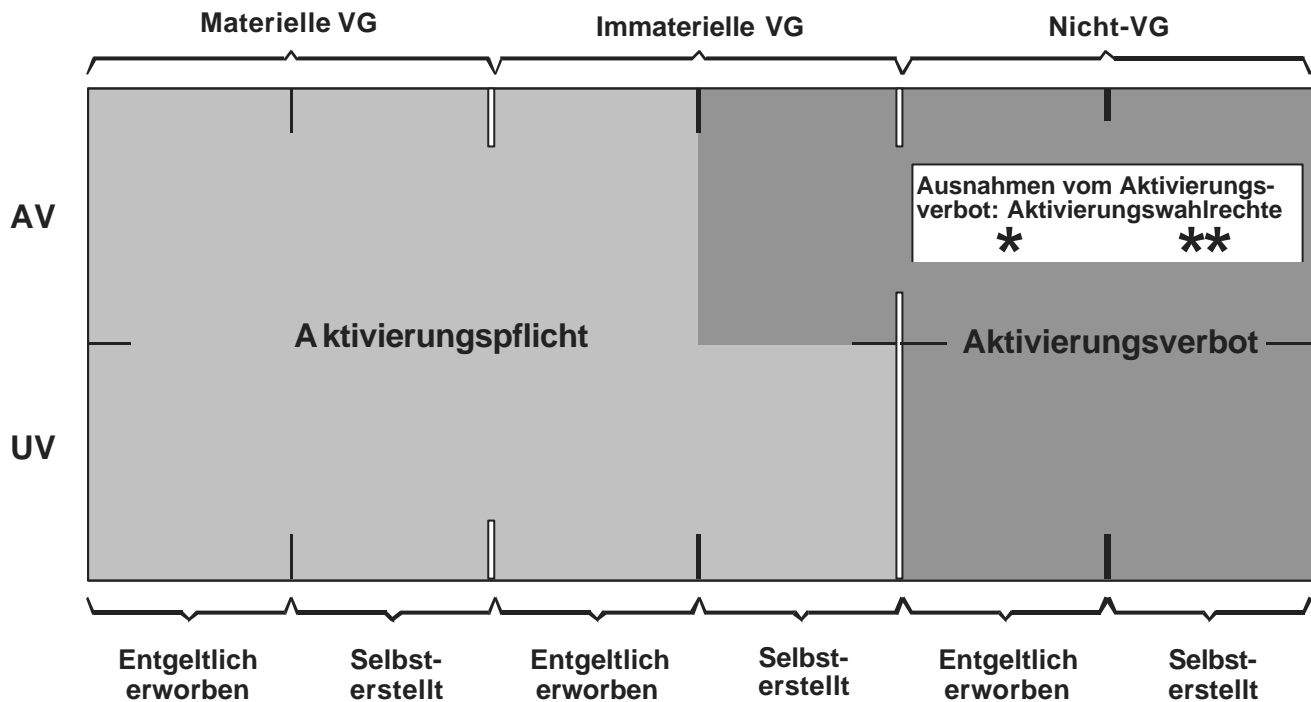 Materielle VG
Immaterielle VG
Nicht-VG
AV
Ausnahmen vom Aktivierungs-
verbot: Aktivierungswahlrechte
* **
Aktivierungspflicht
Aktivierungsverbot
UV
Entgeltlich
erworben
Selbst-
erstellt
Entgeltlich
erworben
Selbst-
erstellt
Entgeltlich
erworben
Selbst-
erstellt